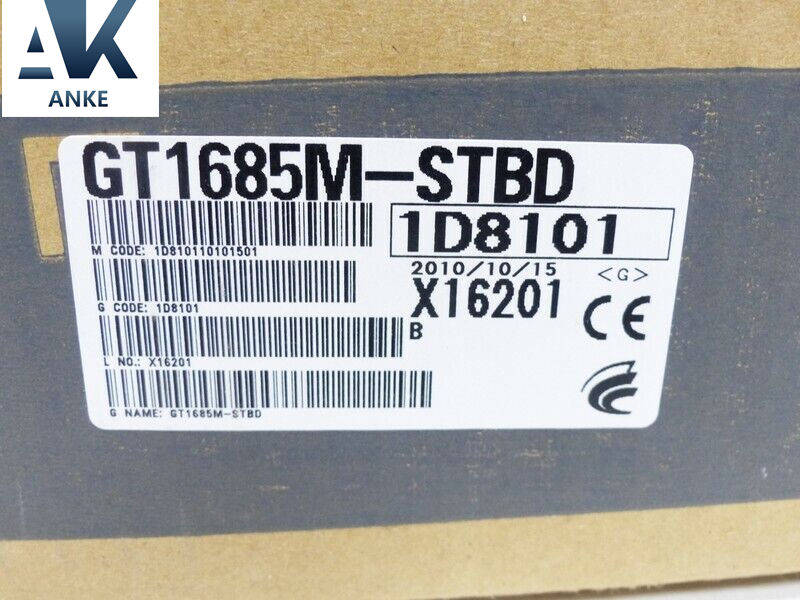 AK
ANKE
GT1685M-STBD
1D8101
M CODE: 1D810110101501
2010/10/15 <G>
G CODE: 1D8101
X16201
B
CE
L NO.: X16201
G NAME: GT1685M-STBD